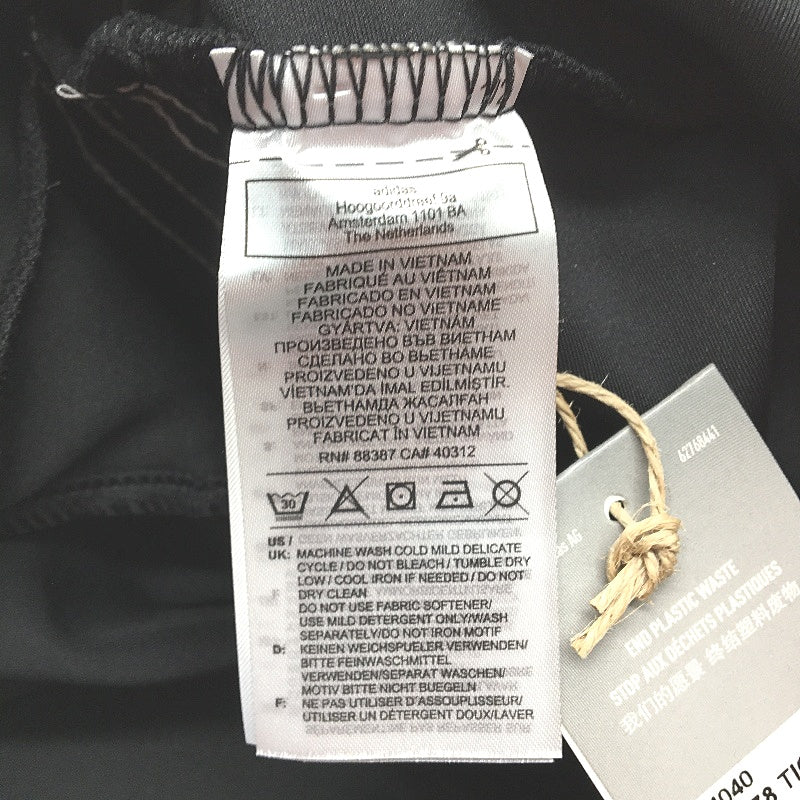 adidas
Hoogoorddreef 9a
Amsterdam 1101 BA
The Netherlands
MADE IN VIETNAM
FABRIQUÉ AU VIÊTNAM
FABRICADO EN VIETNAM
FABRICADO NO VIETNAME
GYÁRTVA: VIETNÁM
ПРОИЗВЕДЕНО ВЪВ ВИЕТНАМ
СДЕЛАНО ВО ВЬЕТНАМЕ
PROIZVEDENO U VIJETNAMU
VİETNAM'DA İMAL EDİLMİŞTİR.
ВЬЕТНАМДА ЖАСАЛҒАН
PROIZVEDENO U VIJETNAMU
FABRICAT ÎN VIETNAM
RN# 88387 CA# 40312
30
US /
UK: MACHINE WASH COLD MILD DELICATE
CYCLE / DO NOT BLEACH / TUMBLE DRY
LOW / COOL IRON IF NEEDED / DO NOT
DRY CLEAN
DO NOT USE FABRIC SOFTENER/
USE MILD DETERGENT ONLY/WASH
SEPARATELY/DO NOT IRON MOTIF
D: KEINEN WEICHSPUELER VERWENDEN/
BITTE FEINWASCHMITTEL
VERWENDEN/SEPARAT WASCHEN/
MOTIV BITTE NICHT BUEGELN
F: NE PAS UTILISER D'ASSOUPLISSEUR/
UTILISER UN DÉTERGENT DOUX/LAVER
62768441
AG
END PLASTIC WASTE
STOP AUX DÉCHETS PLASTIQUES
我们的愿景 终结塑料废物